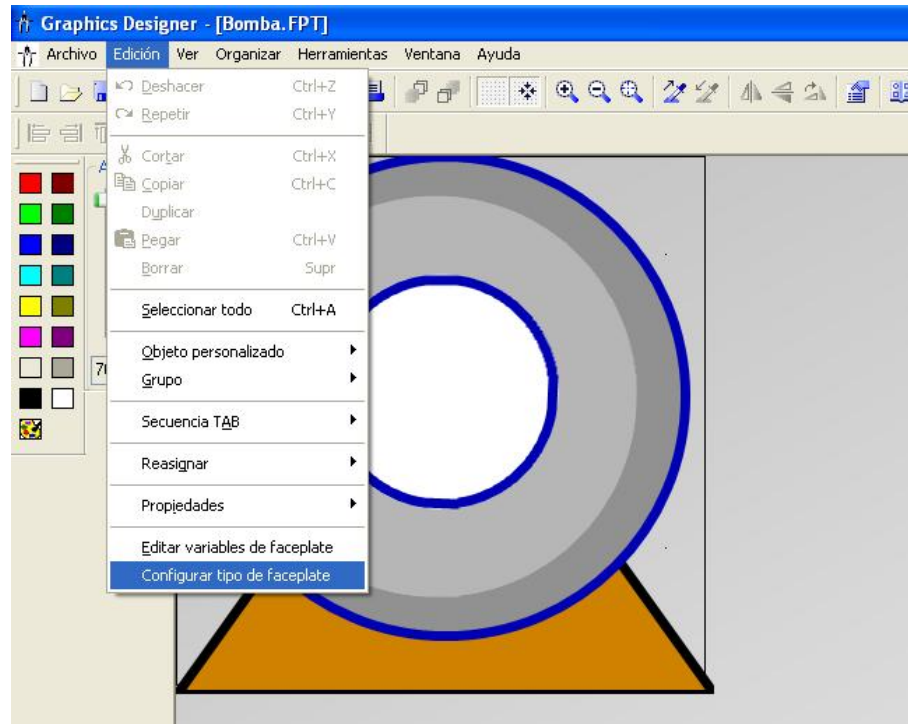 Graphics Designer - [Bomba.FPT]
Archivo Edición Ver Organizar Herramientas Ventana Ayuda
Deshacer Ctrl+Z
Repetir Ctrl+Y
Cortar Ctrl+X
Copiar Ctrl+C
Duplicar
Pegar Ctrl+V
Borrar Supr
Seleccionar todo Ctrl+A
Objeto personalizado
Grupo
Secuencia TAB
Reasignar
Propiedades
Editar variables de faceplate
Configurar tipo de faceplate